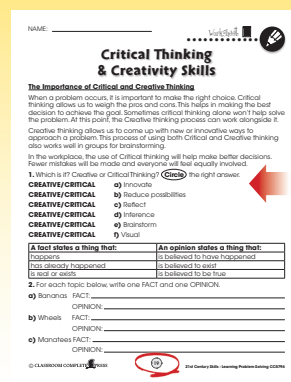 NAME:
Worksheet 1
Critical Thinking
& Creativity Skills
The Importance of Critical and Creative Thinking
When a problem occurs, it is important to make the right choice. Critical
thinking allows us to weigh the pros and cons. This helps in making the best
decision to achieve the goal. Sometimes critical thinking alone won't help solve
the problem. At this point, the Creative thinking process can work alongside it.
Creative thinking allows us to come up with new or innovative ways to
approach a problem. This process of using both Critical and Creative thinking
also works well in groups for brainstorming.
In the workplace, the use of Critical thinking will help make better decisions.
Fewer mistakes will be made and everyone will feel equally involved.
1. Which is it? Creative or Critical Thinking? Circle the right answer.
CREATIVE/CRITICAL a) Innovate
CREATIVE/CRITICAL b) Reduce possibilities
CREATIVE/CRITICAL c) Reflect
CREATIVE/CRITICAL d) Inference
CREATIVE/CRITICAL e) Brainstorm
CREATIVE/CRITICAL f) Visual
A fact states a thing that: An opinion states a thing that:
happens is believed to have happened
has already happened is believed to exist
is real or exists is believed to be true
2. For each topic below, write one FACT and one OPINION.
a) Bananas FACT:
OPINION:
b) Wheels FACT:
OPINION:
c) Manatees FACT:
OPINION:
© CLASSROOM COMPLETE PRESS 19 21st Century Skills - Learning Problem Solving CC5796